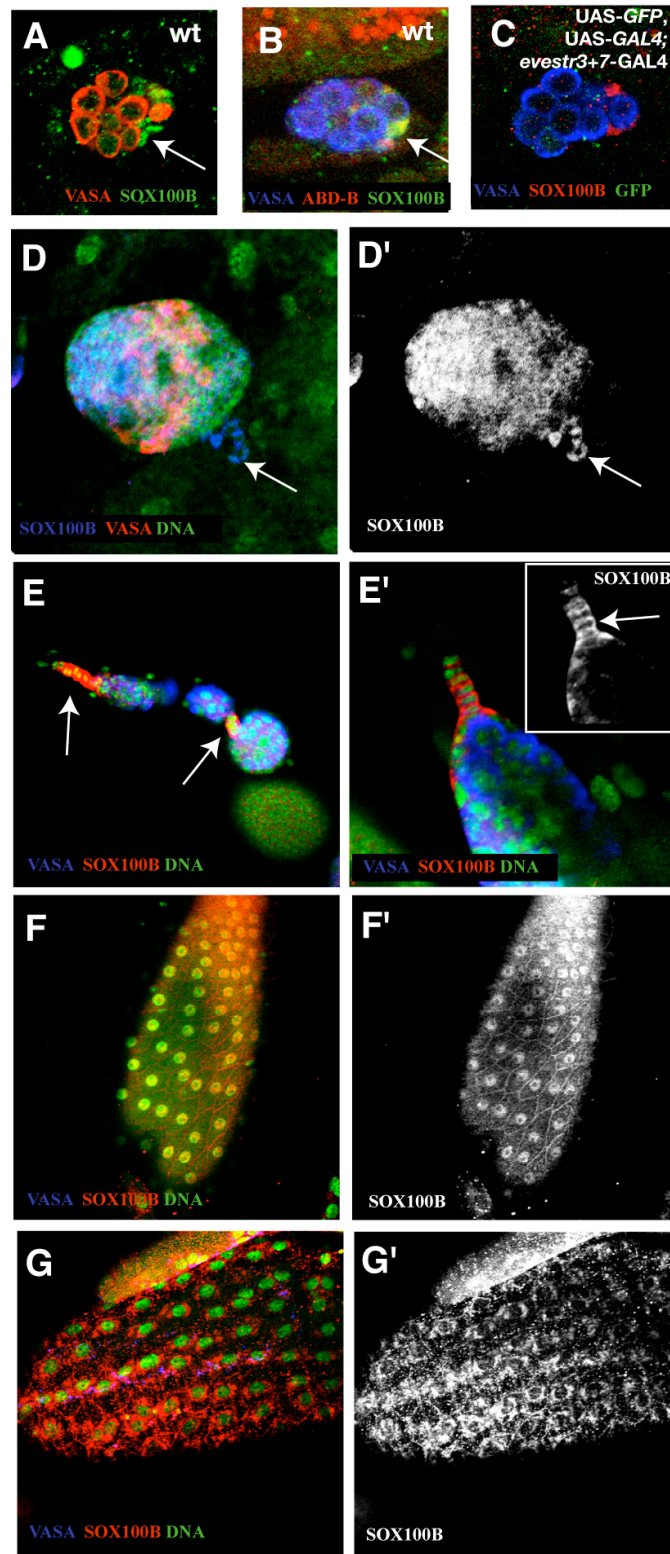 A
wt
VASA SOX100B
B
wt
VASA ABD-B SOX100B
C
UAS-GFP,
UAS-GAL4;
evestr3+7-GAL4
VASA SOX100B GFP
D
SOX100B VASA DNA
D'
SOX100B
E
VASA SOX100B DNA
E'
SOX100B
VASA SOX100B DNA
F
VASA SOX100B DNA
F'
SOX100B
G
VASA SOX100B DNA
G'
SOX100B